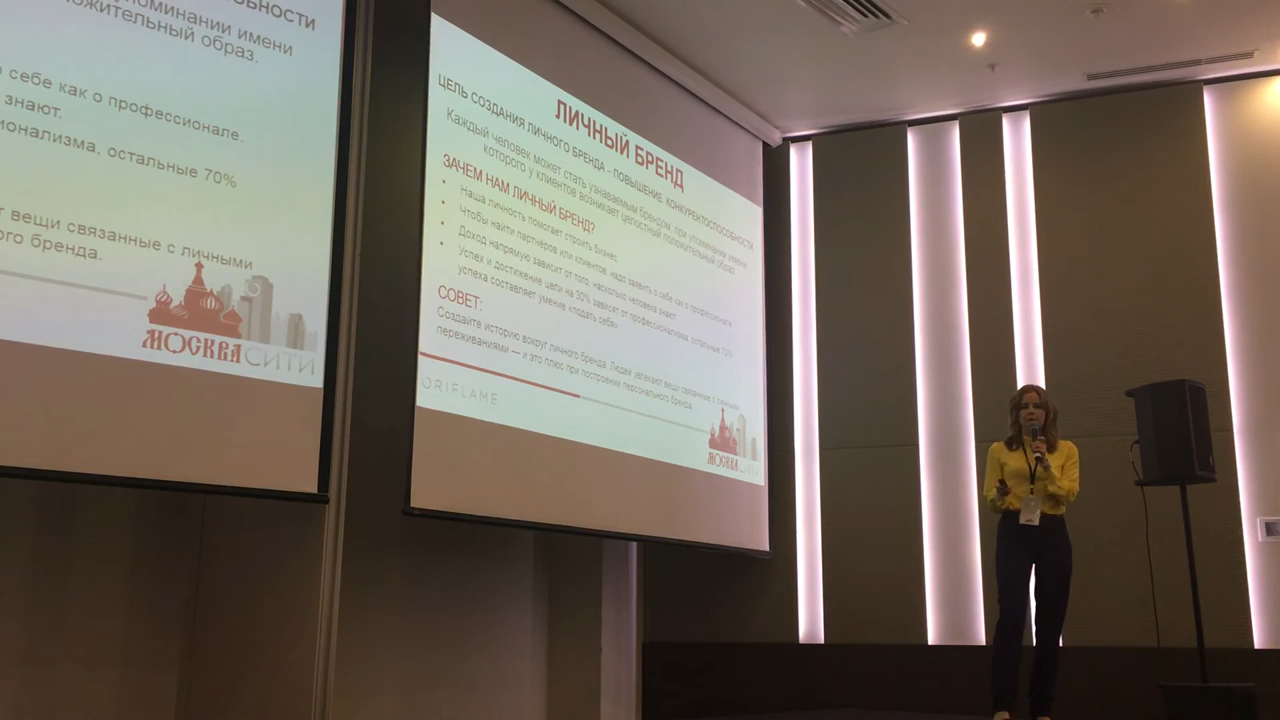 ОБНОСТИ
упоминании имени
ложительный образ.
о себе как о профессионале.
знают.
ионализма, остальные 70%
т вещи связанные с личными
ого бренда.
МОСКВА СИТИ
ЛИЧНЫЙ БРЕНД
ЦЕЛЬ СОЗДАНИЯ ЛИЧНОГО БРЕНДА – ПОВЫШЕНИЕ КОНКУРЕНТОСПОСОБНОСТИ
Каждый человек может стать узнаваемым брендом, при упоминании имени
которого у клиентов возникает целостный положительный образ.
ЗАЧЕМ НАМ ЛИЧНЫЙ БРЕНД?
• Наша личность помогает строить бизнес.
• Чтобы найти партнёров или клиентов, надо заявить о себе как о профессионале.
• Доход напрямую зависит от того, насколько человека знают.
• Успех и достижение цели на 30% зависят от профессионализма, остальные 70%
успеха составляет умение «подать себя»
СОВЕТ:
Создайте историю вокруг личного бренда. Людей увлекают вещи связанные с личными
переживаниями — и это плюс при построении персонального бренда.
ORIFLAME
МОСКВА СИТИ